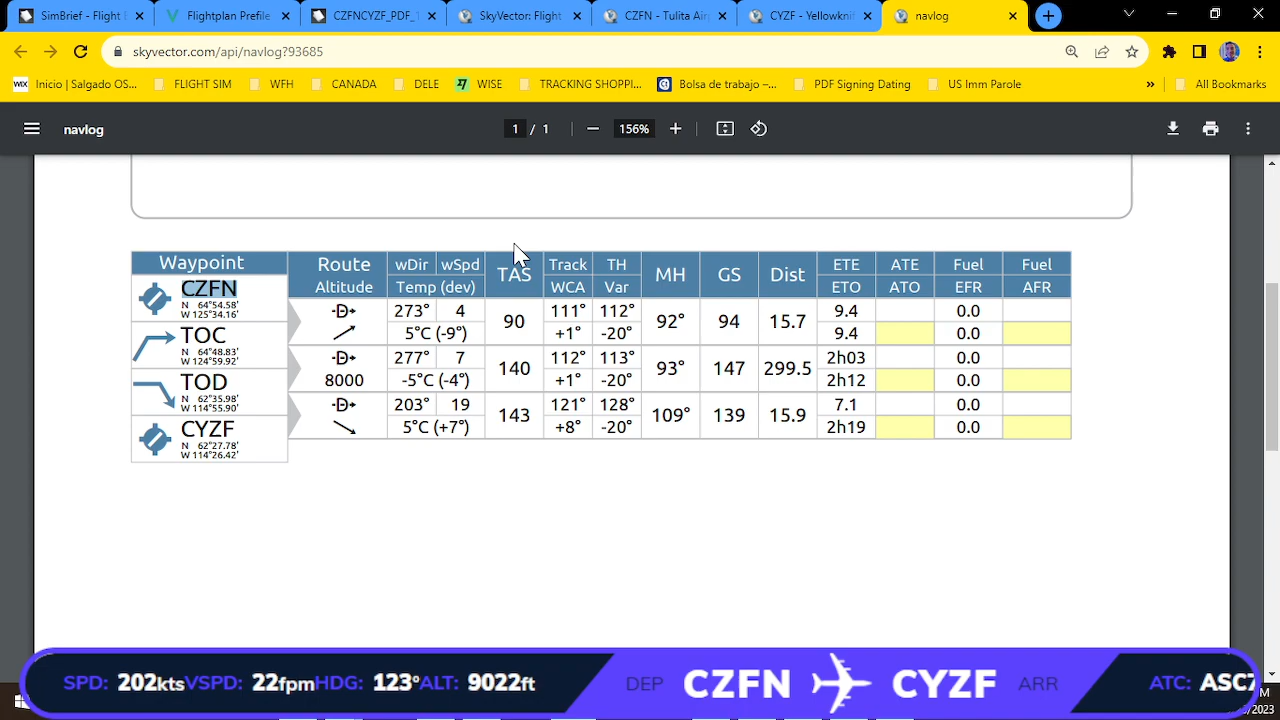 SimBrief - Flight B
Flightplan Prefile
CZFNCYZF_PDF_1
SkyVector: Flight
CZFN - Tulita Air
CYZF - Yellowkni
navlog
skyvector.com/api/navlog?93685
WIX Inicio | Salgado OS... FLIGHT SIM WFH CANADA DELE WISE TRACKING SHOPPI... Bolsa de trabajo –... PDF Signing Dating US Imm Parole » All Bookmarks
navlog 1 / 1 156%
Waypoint Route wDir wSpd TAS Track TH MH GS Dist ETE ATE Fuel Fuel
Altitude Temp (dev) WCA Var ETO ATO EFR AFR
CZFN
N 64°54.58'
W 125°34.16'
D 273° 4 90 111° 112° 92° 94 15.7 9.4 0.0
5°C (-9°) +1° -20° 9.4 0.0
TOC
N 64°48.83'
W 124°59.92'
D 277° 7 140 112° 113° 93° 147 299.5 2h03 0.0
8000 -5°C (-4°) +1° -20° 2h12 0.0
TOD
N 62°35.98'
W 114°55.90'
D 203° 19 143 121° 128° 109° 139 15.9 7.1 0.0
5°C (+7°) +8° -20° 2h19 0.0
CYZF
N 62°27.78'
W 114°26.42'
SPD: 202kts VSPD: 22fpm HDG: 123° ALT: 9022ft DEP CZFN CYZF ARR ATC: ASCZ